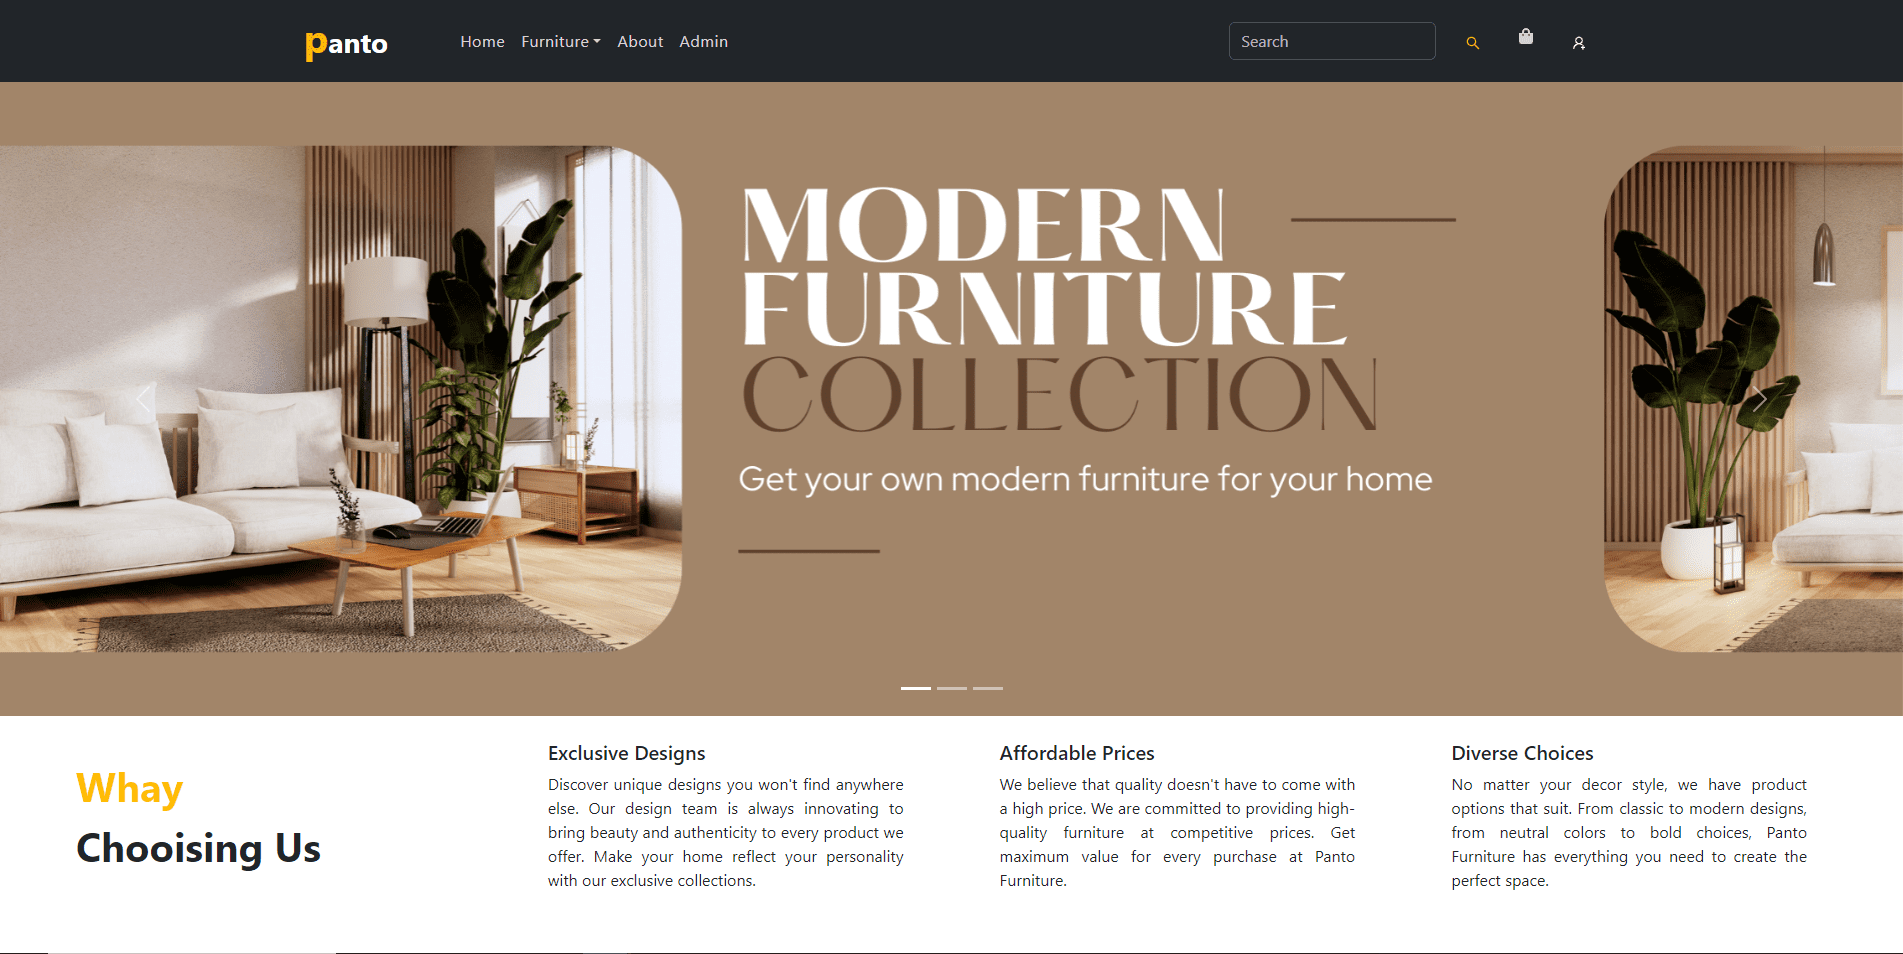 panto
Home Furniture About Admin
Search
MODERN
FURNITURE
COLLECTION
Get your own modern furniture for your home
Whay
Chooising Us
Exclusive Designs
Discover unique designs you won't find anywhere
else. Our design team is always innovating to
bring beauty and authenticity to every product we
offer. Make your home reflect your personality
with our exclusive collections.
Affordable Prices
We believe that quality doesn't have to come with
a high price. We are committed to providing high-
quality furniture at competitive prices. Get
maximum value for every purchase at Panto
Furniture.
Diverse Choices
No matter your decor style, we have product
options that suit. From classic to modern designs,
from neutral colors to bold choices, Panto
Furniture has everything you need to create the
perfect space.